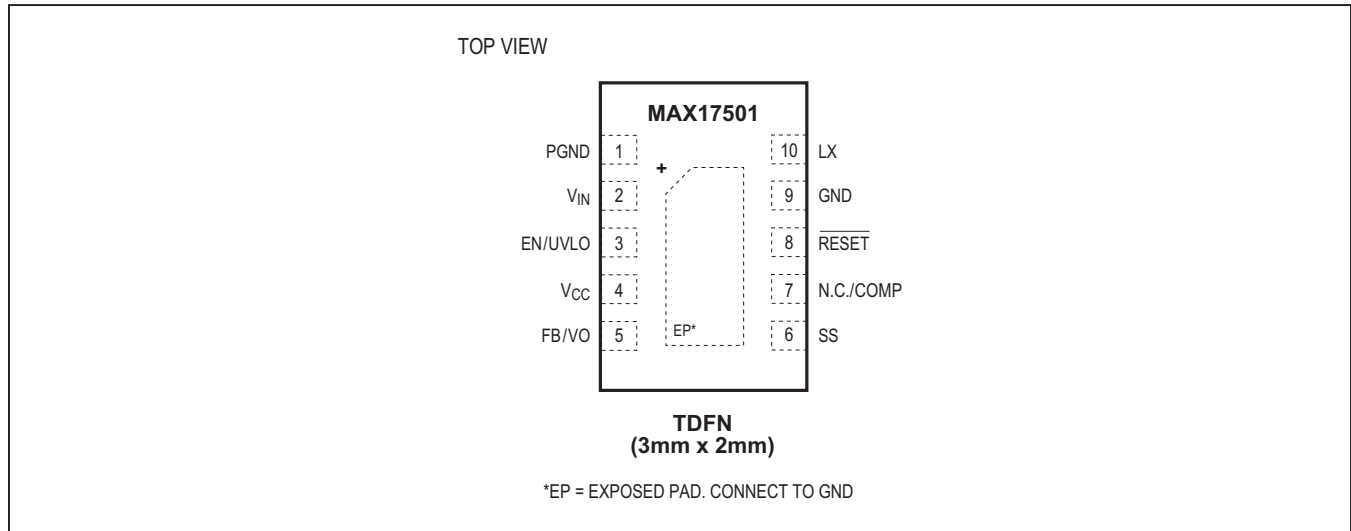 TOP VIEW
MAX17501
PGND 1 10 LX
+
VIN 2 9 GND
EN/UVLO 3 8 RESET
VCC 4 7 N.C./COMP
FB/VO 5 EP* 6 SS
TDFN
(3mm x 2mm)
*EP = EXPOSED PAD. CONNECT TO GND